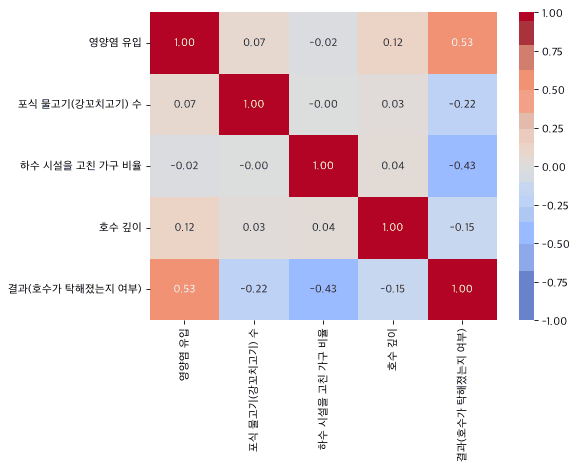 영양염 유입
포식 물고기(강꼬치고기) 수
하수 시설을 고친 가구 비율
호수 깊이
결과(호수가 탁해졌는지 여부)
1.00 0.07 -0.02 0.12 0.53
0.07 1.00 -0.00 0.03 -0.22
-0.02 -0.00 1.00 0.04 -0.43
0.12 0.03 0.04 1.00 -0.15
0.53 -0.22 -0.43 -0.15 1.00
영양염 유입
포식 물고기(강꼬치고기) 수
하수 시설을 고친 가구 비율
호수 깊이
결과(호수가 탁해졌는지 여부)
1.00
0.75
0.50
0.25
0.00
-0.25
-0.50
-0.75
-1.00